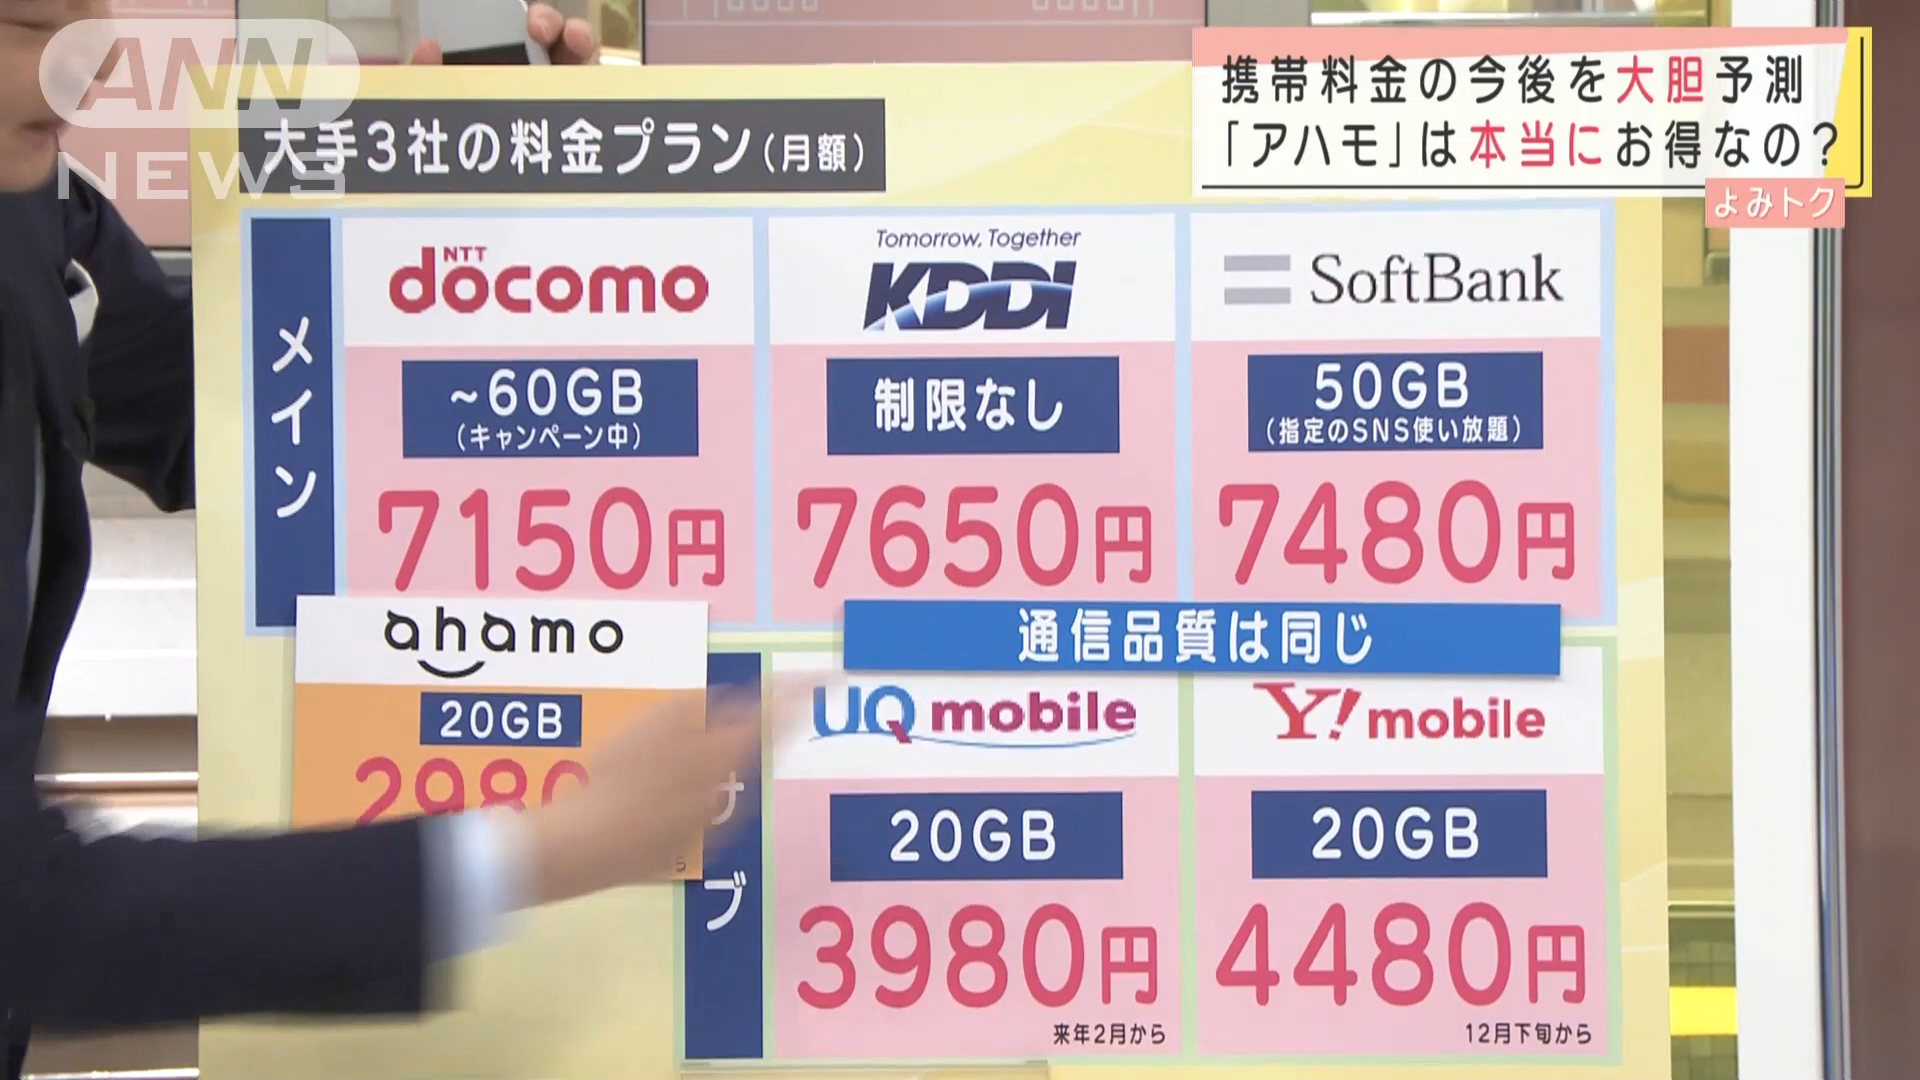 ANN
NEWS
携帯料金の今後を大胆予測
「アハモ」は本当にお得なの？
よみトク
大手3社の料金プラン(月額)
メイン
NTT
docomo
~60GB
(キャンペーン中)
7150円
Tomorrow, Together
KDDI
制限なし
7650円
SoftBank
50GB
(指定のSNS使い放題)
7480円
ahamo
20GB
2980
通信品質は同じ
ブ
UQ mobile
20GB
3980円
来年2月から
Y! mobile
20GB
4480円
12月下旬から